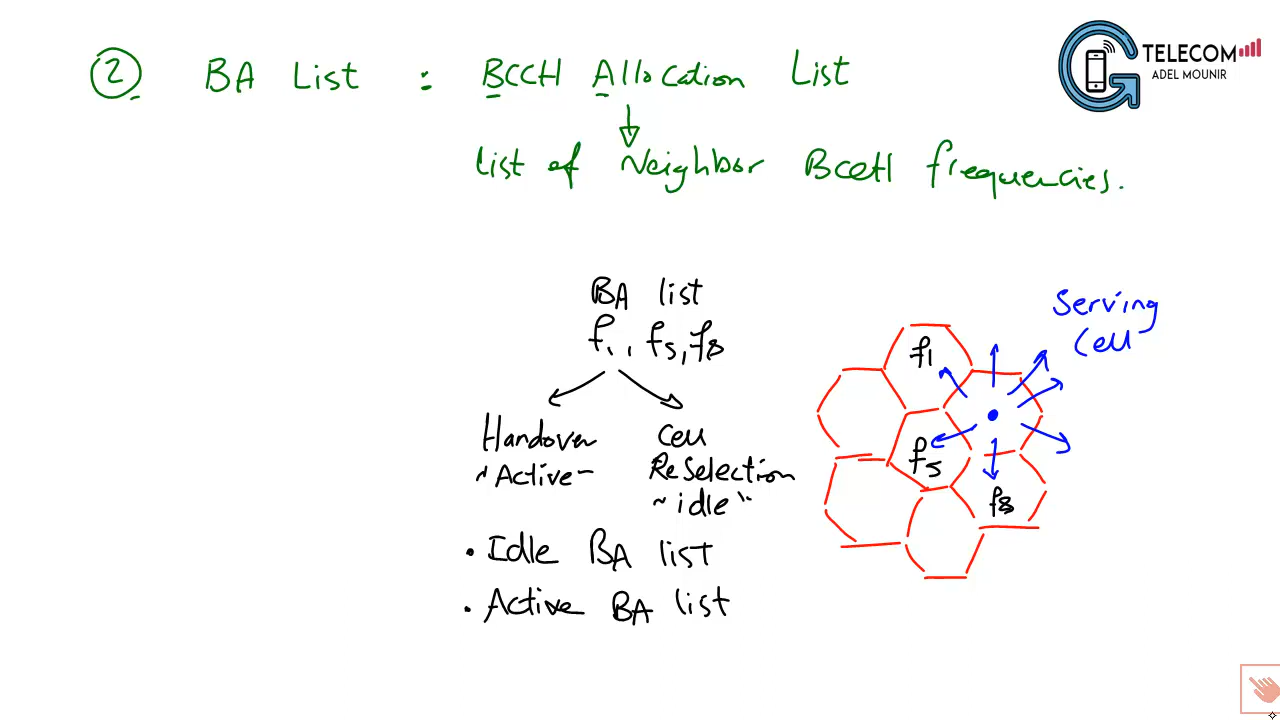 2 BA List : BCCH Allocation List
List of Neighbor BCCH frequencies.
G TELECOM
ADEL MOUNIR
BA list
f1, f5, f8
Handover
"Active"
Cell
ReSelection
"idle"
• Idle BA list
• Active BA list
Serving
Cell
f1
f5
f8